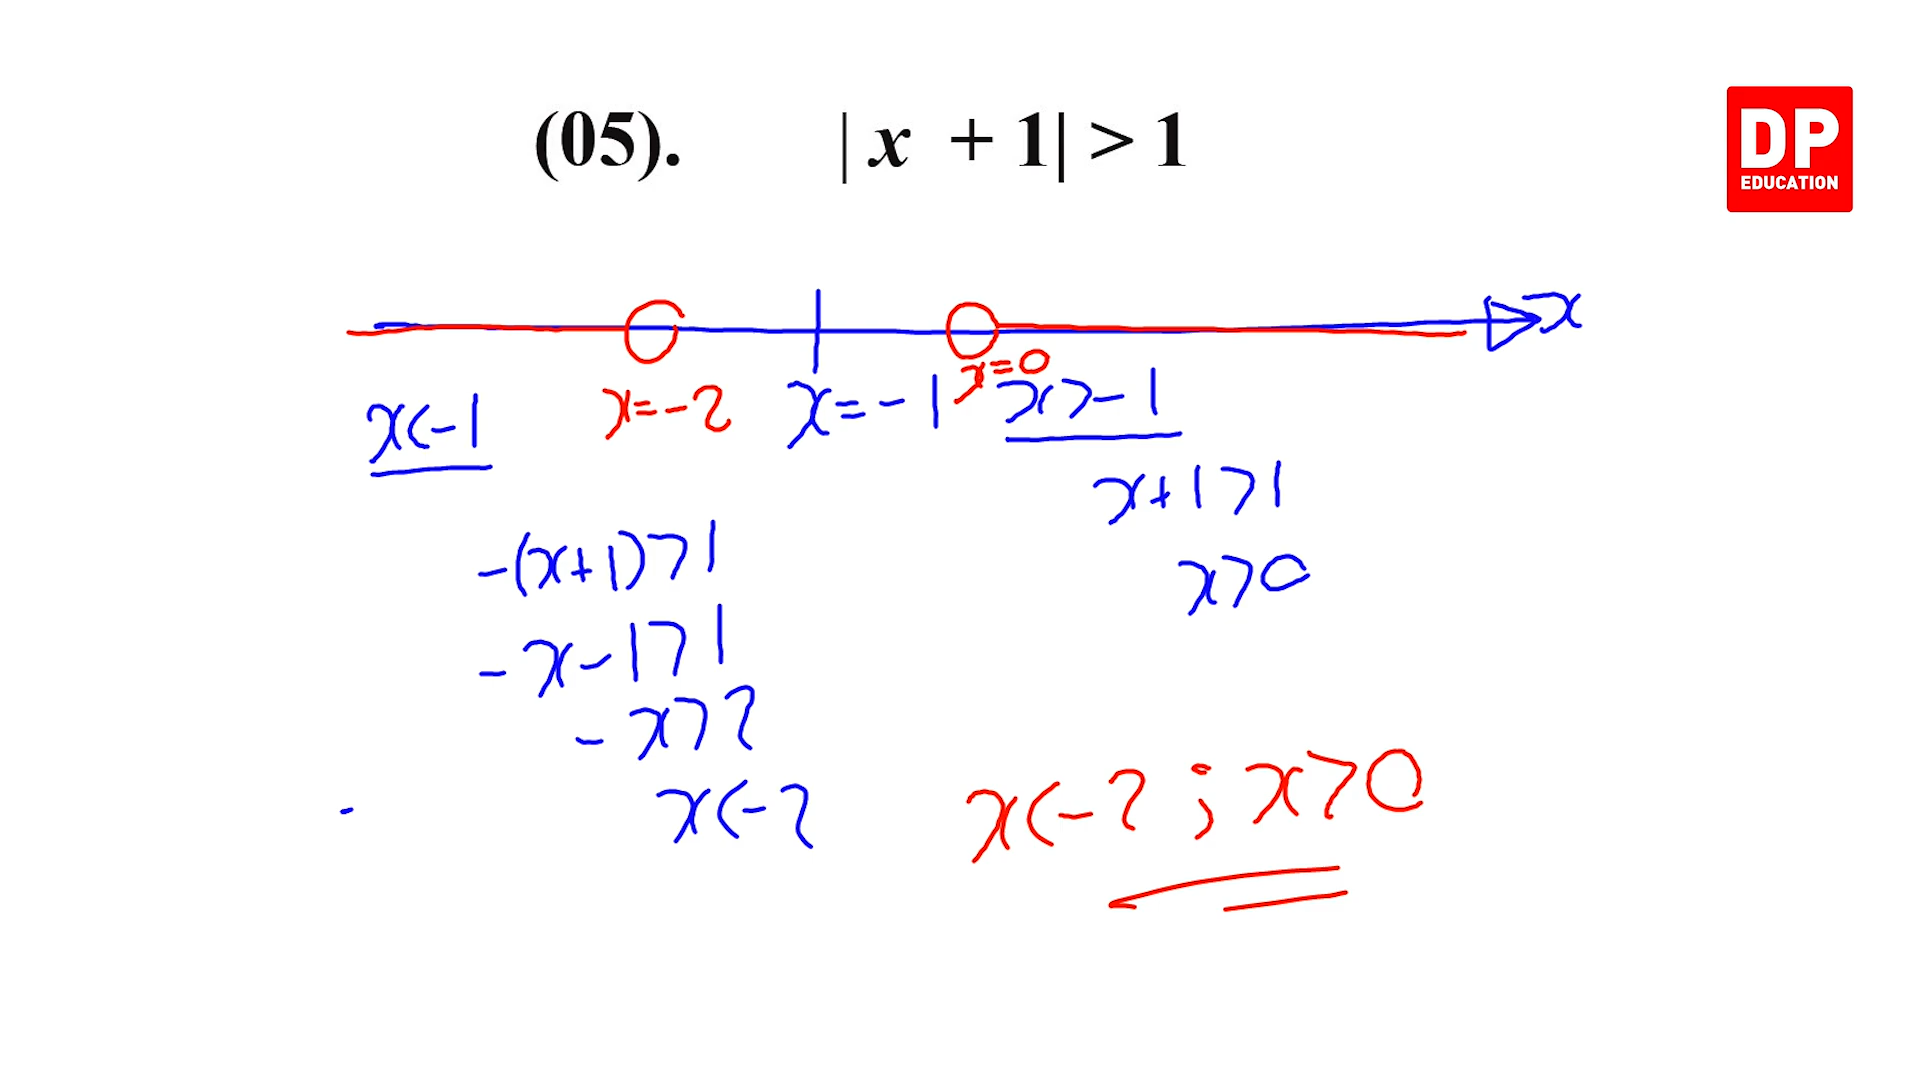 (05). | x + 1| > 1
DP
EDUCATION
x
x=-2
x=-1
x=0
x<-1
x>-1
x+1>1
x>0
-(x+1)>1
-x-1>1
-x>2
x<-2
x<-2 ; x>0